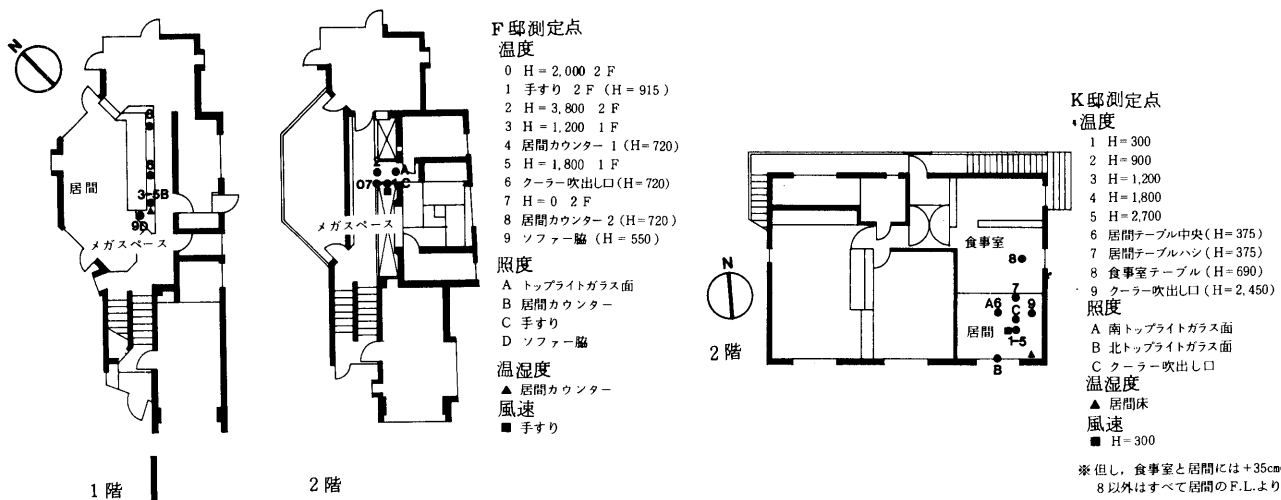 N
居間
6
8
3-5B
9D
メガスペース
1階
2
A
07
1
C
メガスペース
2階
F邸測定点
温度
0 H=2,000 2F
1 手すり 2F (H=915)
2 H=3,800 2F
3 H=1,200 1F
4 居間カウンター1 (H=720)
5 H=1,800 1F
6 クーラー吹出し口(H=720)
7 H=0 2F
8 居間カウンター2 (H=720)
9 ソファー脇 (H=550)
照度
A トップライトガラス面
B 居間カウンター
C 手すり
D ソファー脇
温湿度
▲ 居間カウンター
風速
■ 手すり
N
2階
食事室
8
7
A6
9
C
居間
1-5
B
K邸測定点
温度
1 H=300
2 H=900
3 H=1,200
4 H=1,800
5 H=2,700
6 居間テーブル中央(H=375)
7 居間テーブルハシ(H=375)
8 食事室テーブル(H=690)
9 クーラー吹出し口(H=2,450)
照度
A 南トップライトガラス面
B 北トップライトガラス面
C クーラー吹出し口
温湿度
▲ 居間床
風速
■ H=300
※但し,食事室と居間には+35cm
8以外はすべて居間のF.L.より